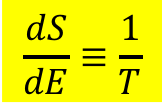 dS/dE ≡ 1/T